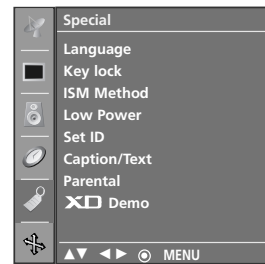 Special
Language
Key lock
ISM Method
Low Power
Set ID
Caption/Text
Parental
XD Demo
▲▼ ◄► ⦿ MENU